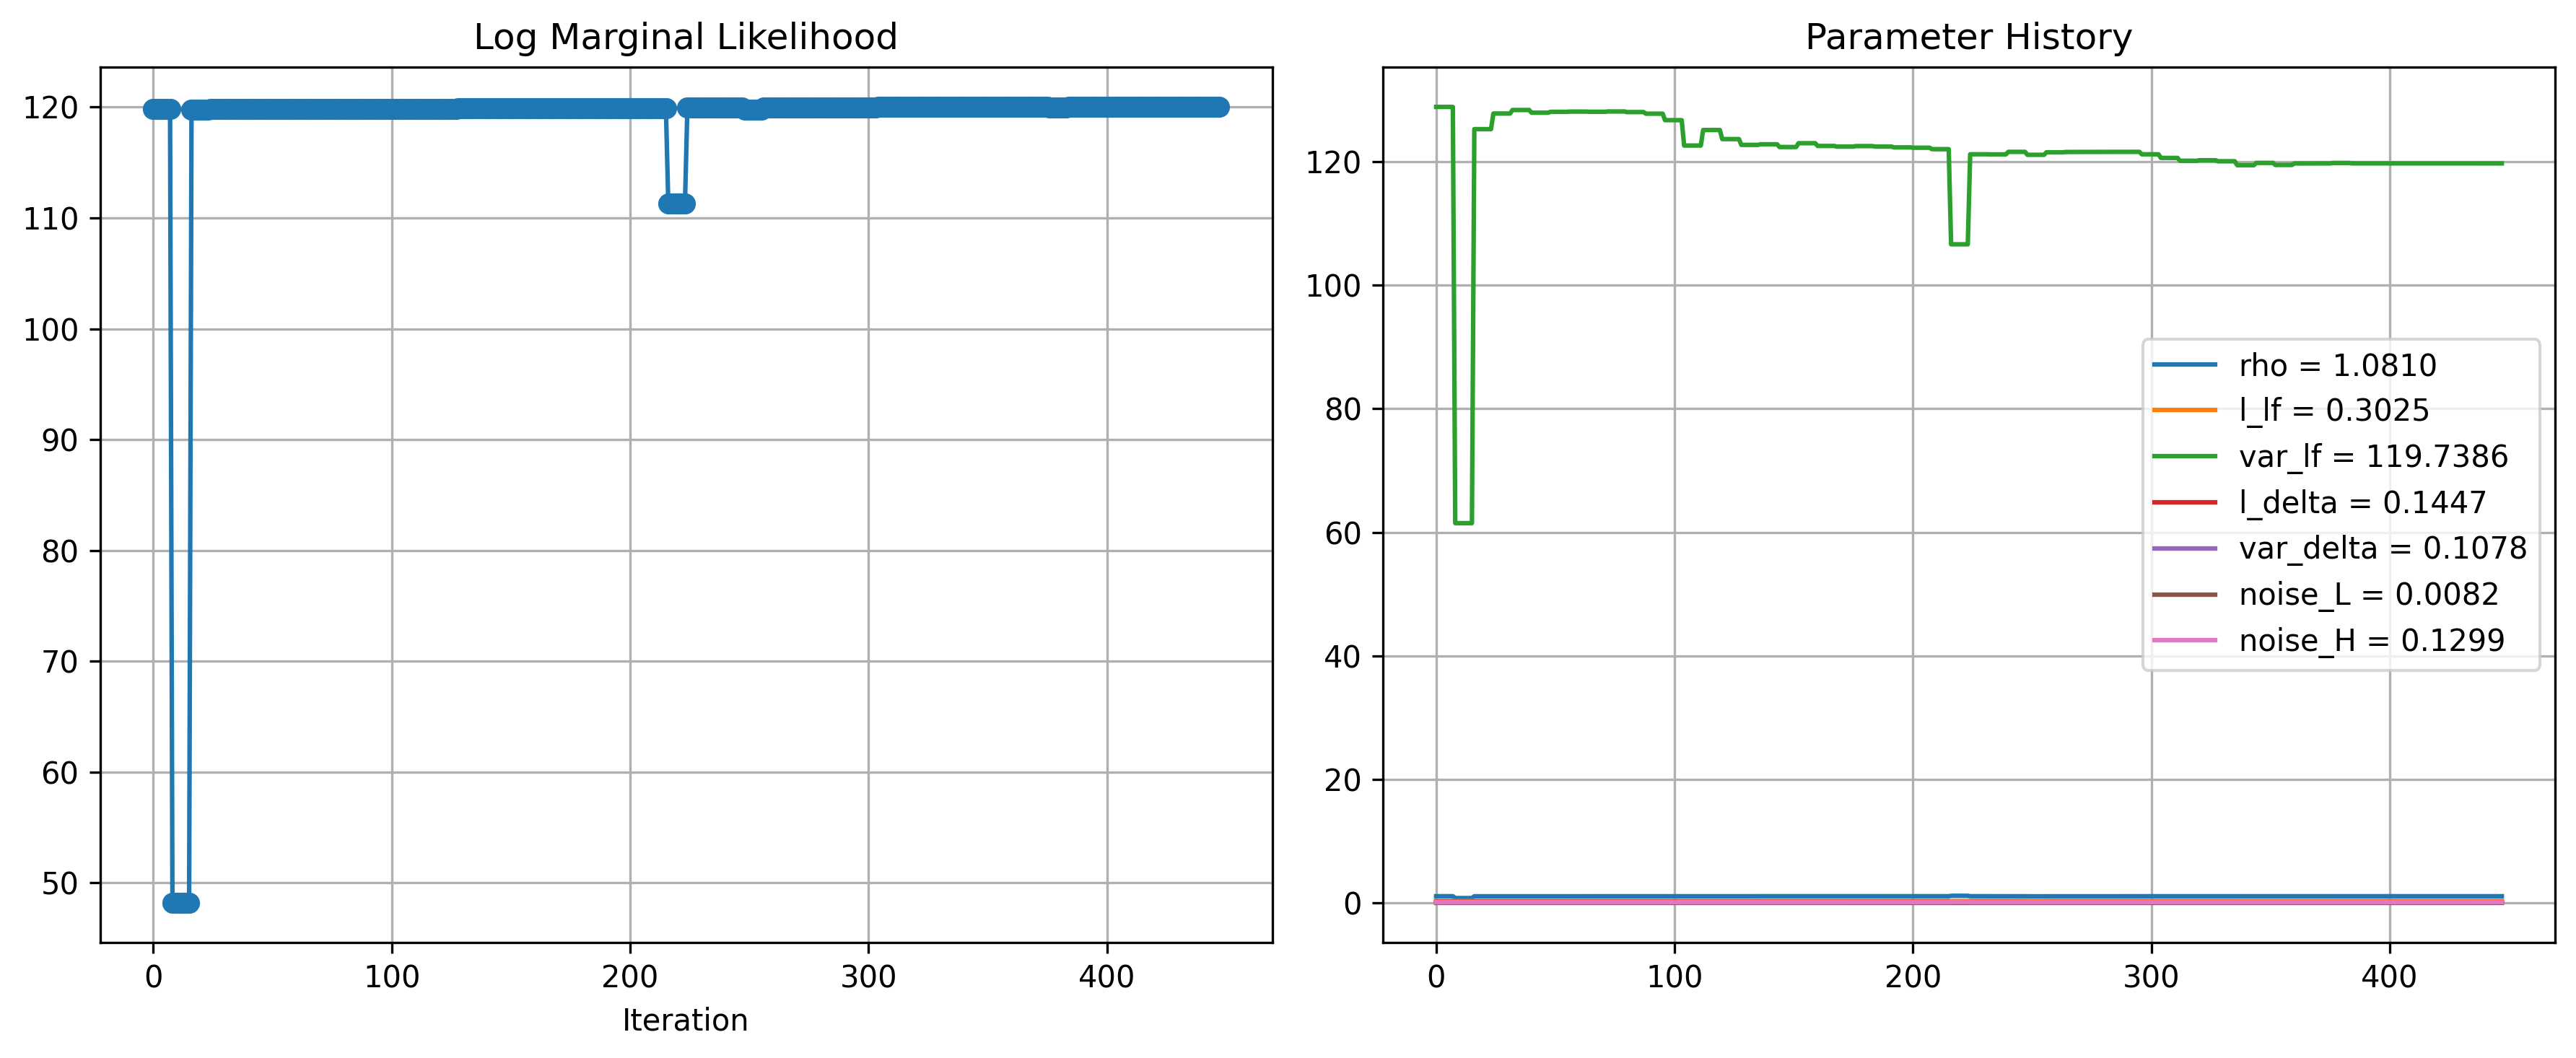 Log Marginal Likelihood
120
110
100
90
80
70
60
50
0 100 200 300 400
Iteration
Parameter History
120
100
80
60
40
20
0
0 100 200 300 400
rho = 1.0810
l_lf = 0.3025
var_lf = 119.7386
l_delta = 0.1447
var_delta = 0.1078
noise_L = 0.0082
noise_H = 0.1299